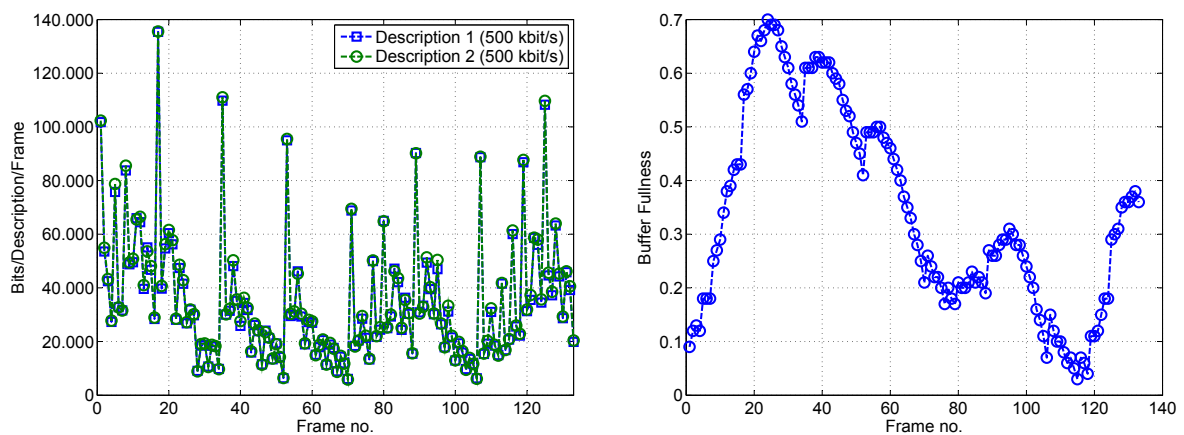 140.000
120.000
100.000
80.000
60.000
40.000
20.000
0
Bits/Description/Frame
Description 1 (500 kbit/s)
Description 2 (500 kbit/s)
0 20 40 60 80 100 120
Frame no.
0.7
0.6
0.5
0.4
0.3
0.2
0.1
0
Buffer Fullness
0 20 40 60 80 100 120 140
Frame no.